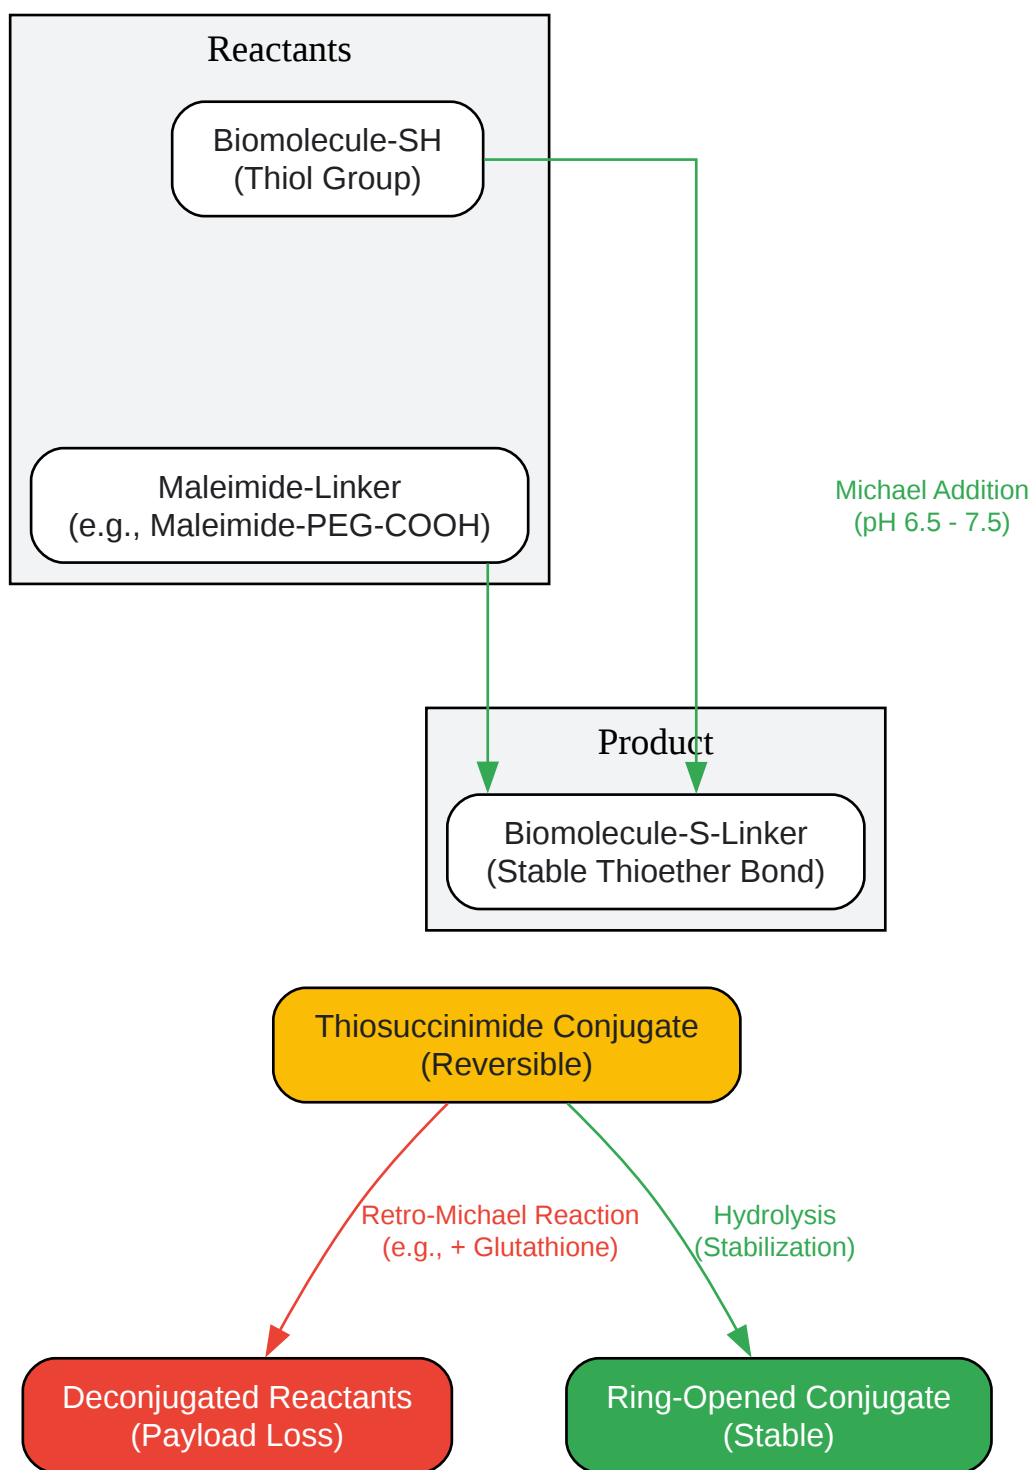 Reactants
Biomolecule-SH
(Thiol Group)
Maleimide-Linker
(e.g., Maleimide-PEG-COOH)
Michael Addition
(pH 6.5 - 7.5)
Product
Biomolecule-S-Linker
(Stable Thioether Bond)
Thiosuccinimide Conjugate
(Reversible)
Retro-Michael Reaction
(e.g., + Glutathione)
Hydrolysis
(Stabilization)
Deconjugated Reactants
(Payload Loss)
Ring-Opened Conjugate
(Stable)